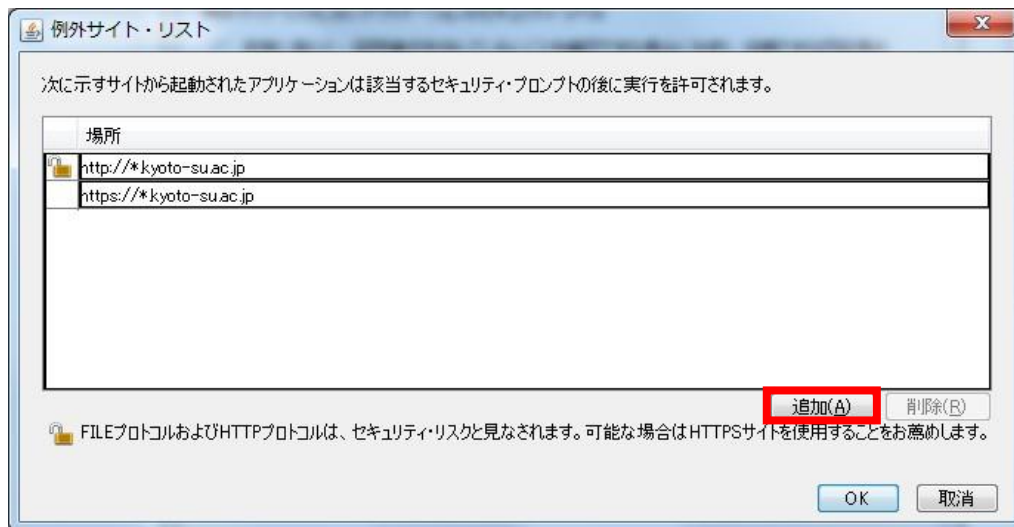 例外サイト・リスト
次に示すサイトから起動されたアプリケーションは該当するセキュリティ・プロンプトの後に実行を許可されます。
場所
http://*.kyoto-su.ac.jp
https://*.kyoto-su.ac.jp
追加(A) 削除(R)
FILEプロトコルおよびHTTPプロトコルは、セキュリティ・リスクと見なされます。可能な場合はHTTPSサイトを使用することをお薦めします。
OK 取消